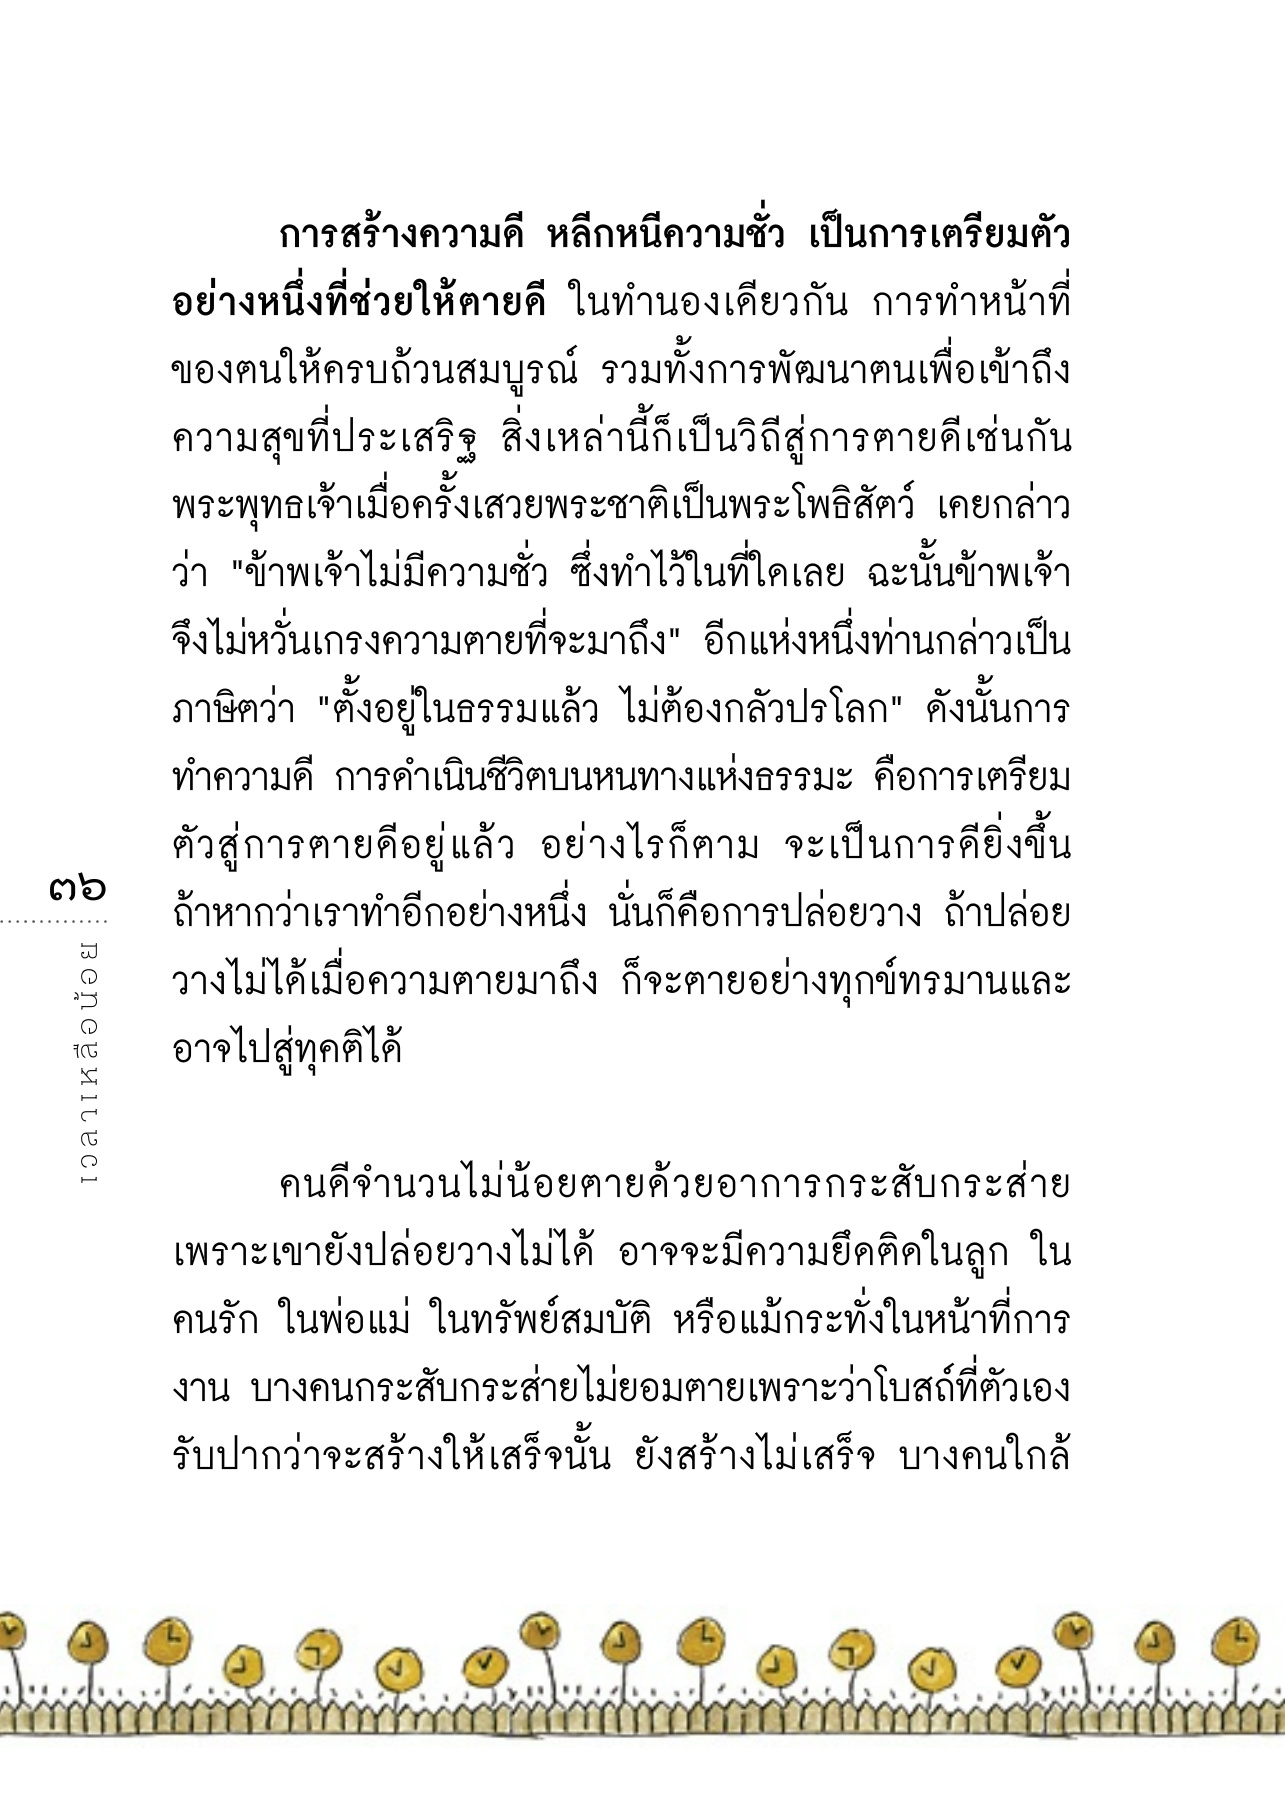 การสร้างความดี หลีกหนีความชั่ว เป็นการเตรียมตัว
อย่างหนึ่งที่ช่วยให้ตายดี ในทำนองเดียวกัน การทำหน้าที่
ของตนให้ครบถ้วนสมบูรณ์ รวมทั้งการพัฒนาตนเพื่อเข้าถึง
ความสุขที่ประเสริฐ สิ่งเหล่านี้ก็เป็นวิถีสู่การตายดีเช่นกัน
พระพุทธเจ้าเมื่อครั้งเสวยพระชาติเป็นพระโพธิสัตว์ เคยกล่าว
ว่า "ข้าพเจ้าไม่มีความชั่ว ซึ่งทำไว้ในที่ใดเลย ฉะนั้นข้าพเจ้า
จึงไม่หวั่นเกรงความตายที่จะมาถึง" อีกแห่งหนึ่งท่านกล่าวเป็น
ภาษิตว่า "ตั้งอยู่ในธรรมแล้ว ไม่ต้องกลัวปรโลก" ดังนั้นการ
ทำความดี การดำเนินชีวิตบนหนทางแห่งธรรมะ คือการเตรียม
ตัวสู่การตายดีอยู่แล้ว อย่างไรก็ตาม จะเป็นการดียิ่งขึ้น
ถ้าหากว่าเราทำอีกอย่างหนึ่ง นั่นก็คือการปล่อยวาง ถ้าปล่อย
วางไม่ได้เมื่อความตายมาถึง ก็จะตายอย่างทุกข์ทรมานและ
อาจไปสู่ทุคติได้
คนดีจำนวนไม่น้อยตายด้วยอาการกระสับกระส่าย
เพราะเขายังปล่อยวางไม่ได้ อาจจะมีความยึดติดในลูก ใน
คนรัก ในพ่อแม่ ในทรัพย์สมบัติ หรือแม้กระทั่งในหน้าที่การ
งาน บางคนกระสับกระส่ายไม่ยอมตายเพราะว่าโบสถ์ที่ตัวเอง
รับปากว่าจะสร้างให้เสร็จนั้น ยังสร้างไม่เสร็จ บางคนใกล้
๓๖
เวลาเหลือน้อย